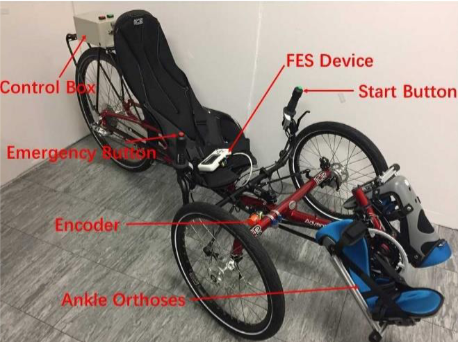 FES Device
Control Box
Start Button
Emergency Button
Encoder
Ankle Orthoses